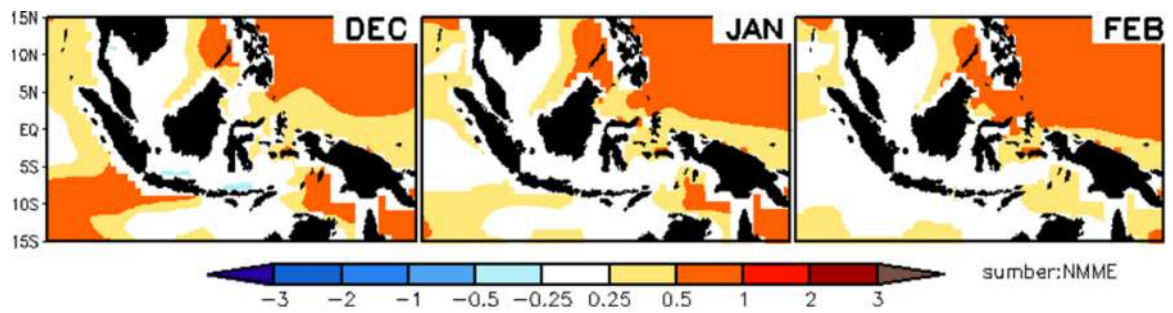 DEC JAN FEB
15N
10N
5N
EQ
5S
10S
15S
-3 -2 -1 -0.5 -0.25 0.25 0.5 1 2 3
sumber:NMME